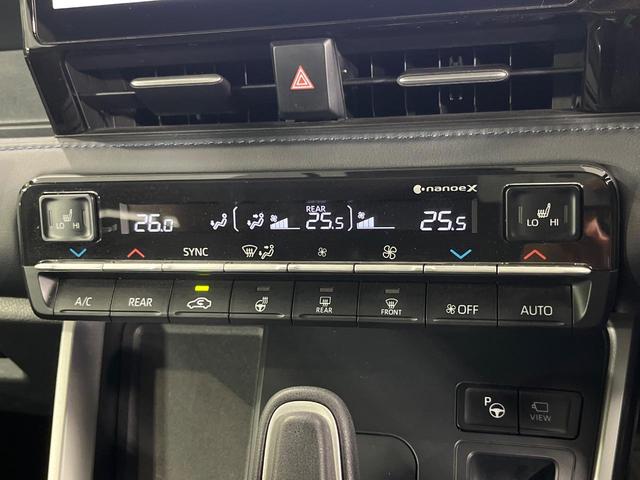 nanoeX
LO HI
26.0
REAR
25.5
25.5
LO HI
SYNC
A/C
REAR
REAR
FRONT
OFF
AUTO
P
VIEW